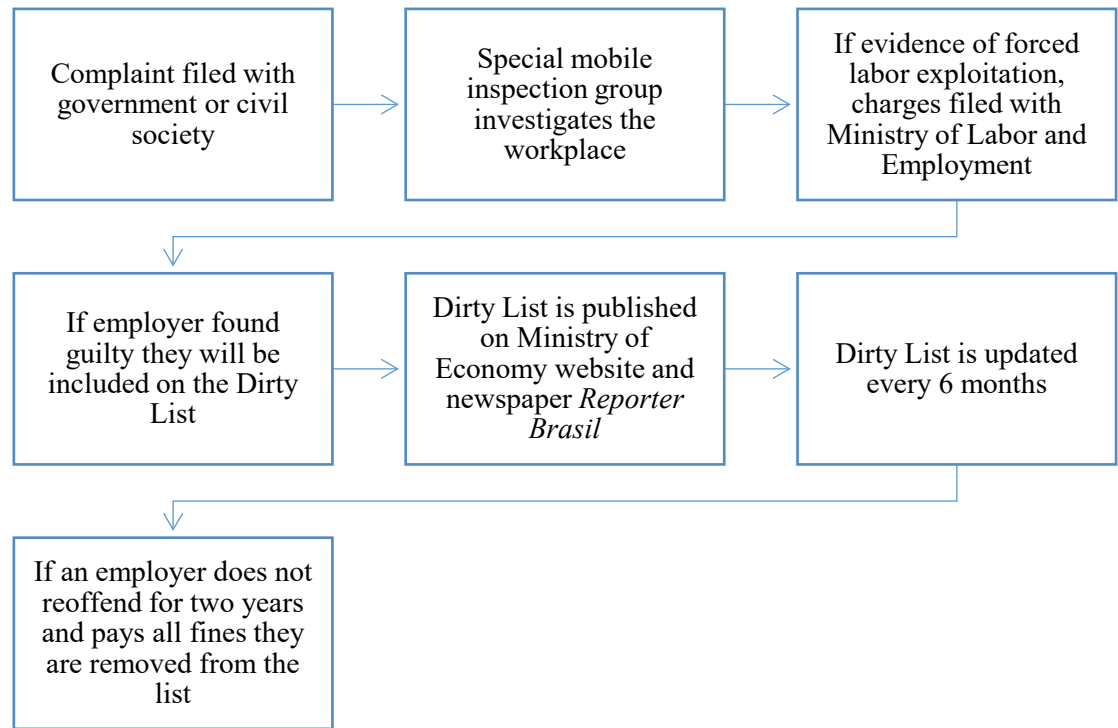 Complaint filed with
government or civil
society
Special mobile
inspection group
investigates the
workplace
If evidence of forced
labor exploitation,
charges filed with
Ministry of Labor and
Employment
If employer found
guilty they will be
included on the Dirty
List
Dirty List is published
on Ministry of
Economy website and
newspaper Reporter
Brasil
Dirty List is updated
every 6 months
If an employer does not
reoffend for two years
and pays all fines they
are removed from the
list